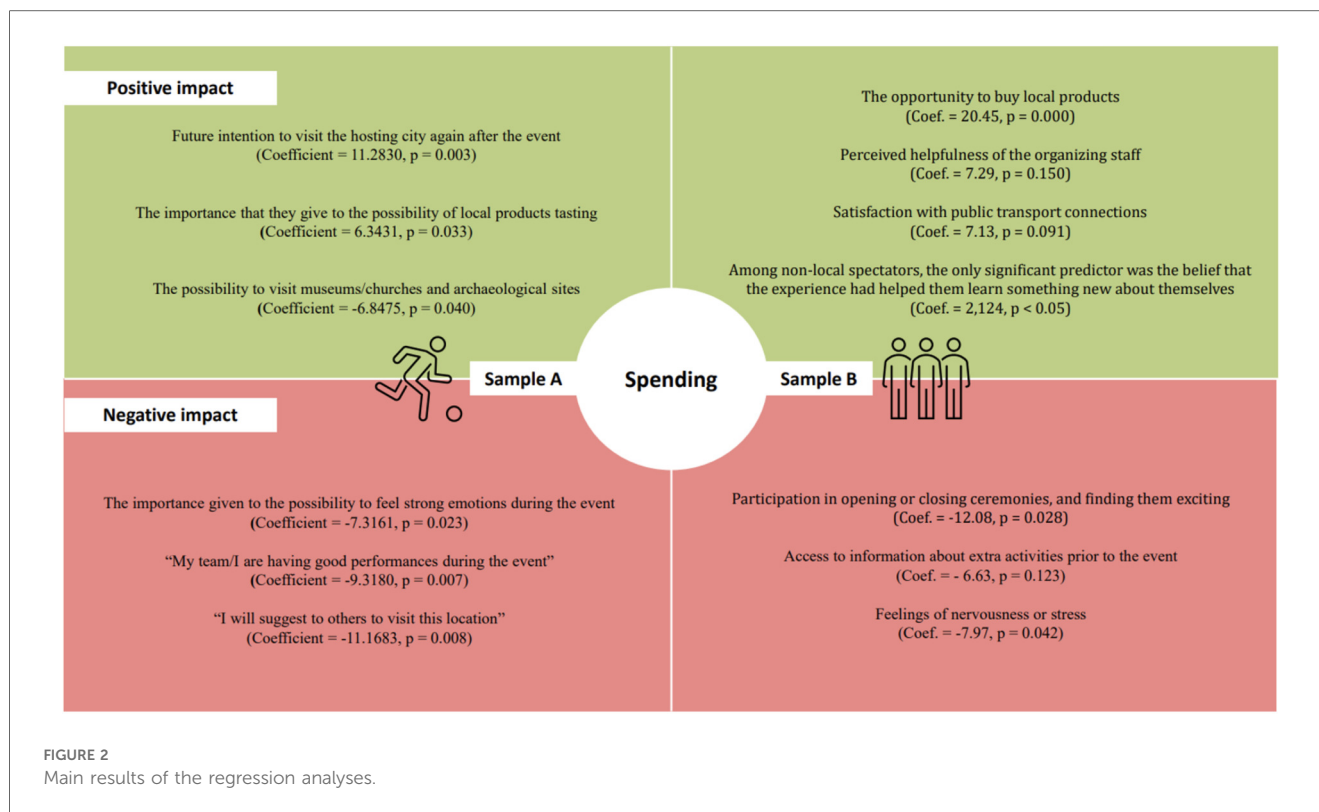 Positive impact
Future intention to visit the hosting city again after the event
(Coefficient = 11.2830, p = 0.003)
The importance that they give to the possibility of local products tasting
(Coefficient = 6.3431, p = 0.033)
The possibility to visit museums/churches and archaeological sites
(Coefficient = -6.8475, p = 0.040)
The opportunity to buy local products
(Coef. = 20.45, p = 0.000)
Perceived helpfulness of the organizing staff
(Coef. = 7.29, p = 0.150)
Satisfaction with public transport connections
(Coef. = 7.13, p = 0.091)
Among non-local spectators, the only significant predictor was the belief that
the experience had helped them learn something new about themselves
(Coef. = 2,124, p < 0.05)
Sample A
Spending
Sample B
Negative impact
The importance given to the possibility to feel strong emotions during the event
(Coefficient = -7.3161, p = 0.023)
“My team/I are having good performances during the event”
(Coefficient = -9.3180, p = 0.007)
“I will suggest to others to visit this location”
(Coefficient = -11.1683, p = 0.008)
Participation in opening or closing ceremonies, and finding them exciting
(Coef. = -12.08, p = 0.028)
Access to information about extra activities prior to the event
(Coef. = - 6.63, p = 0.123)
Feelings of nervousness or stress
(Coef. = -7.97, p = 0.042)
FIGURE 2
Main results of the regression analyses.